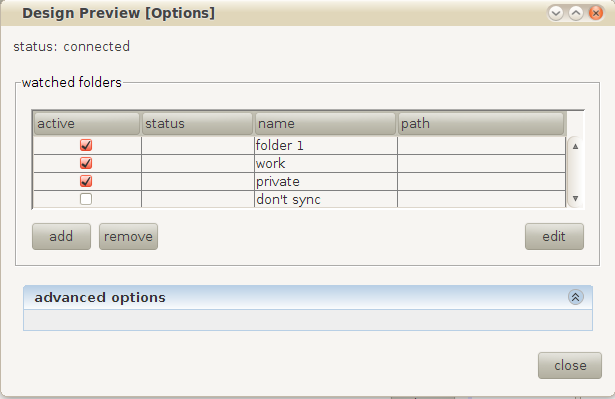 Design Preview [Options]
status: connected
watched folders
active status name path
folder 1
work
private
don't sync
add remove edit
advanced options
close